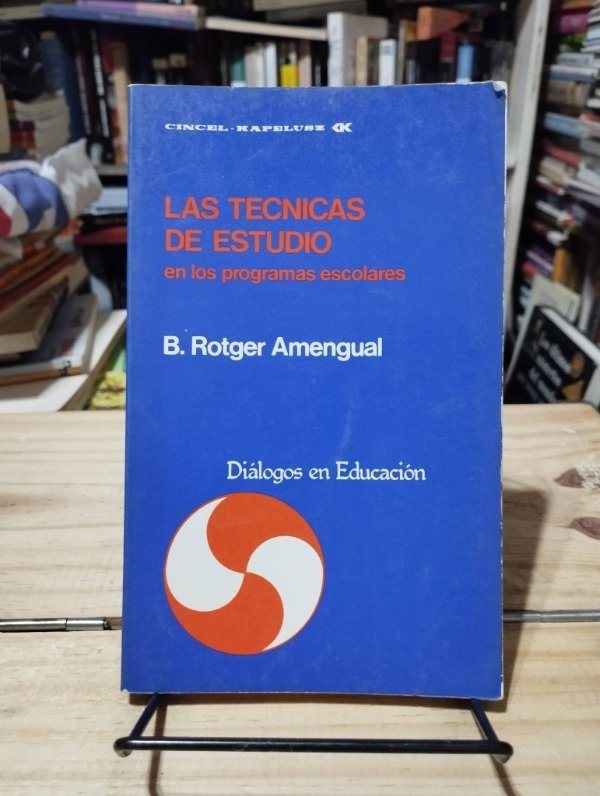 CINCEL-KAPELUSZ CK
LAS TECNICAS
DE ESTUDIO
en los programas escolares
B. Rotger Amengual
Diálogos en Educación